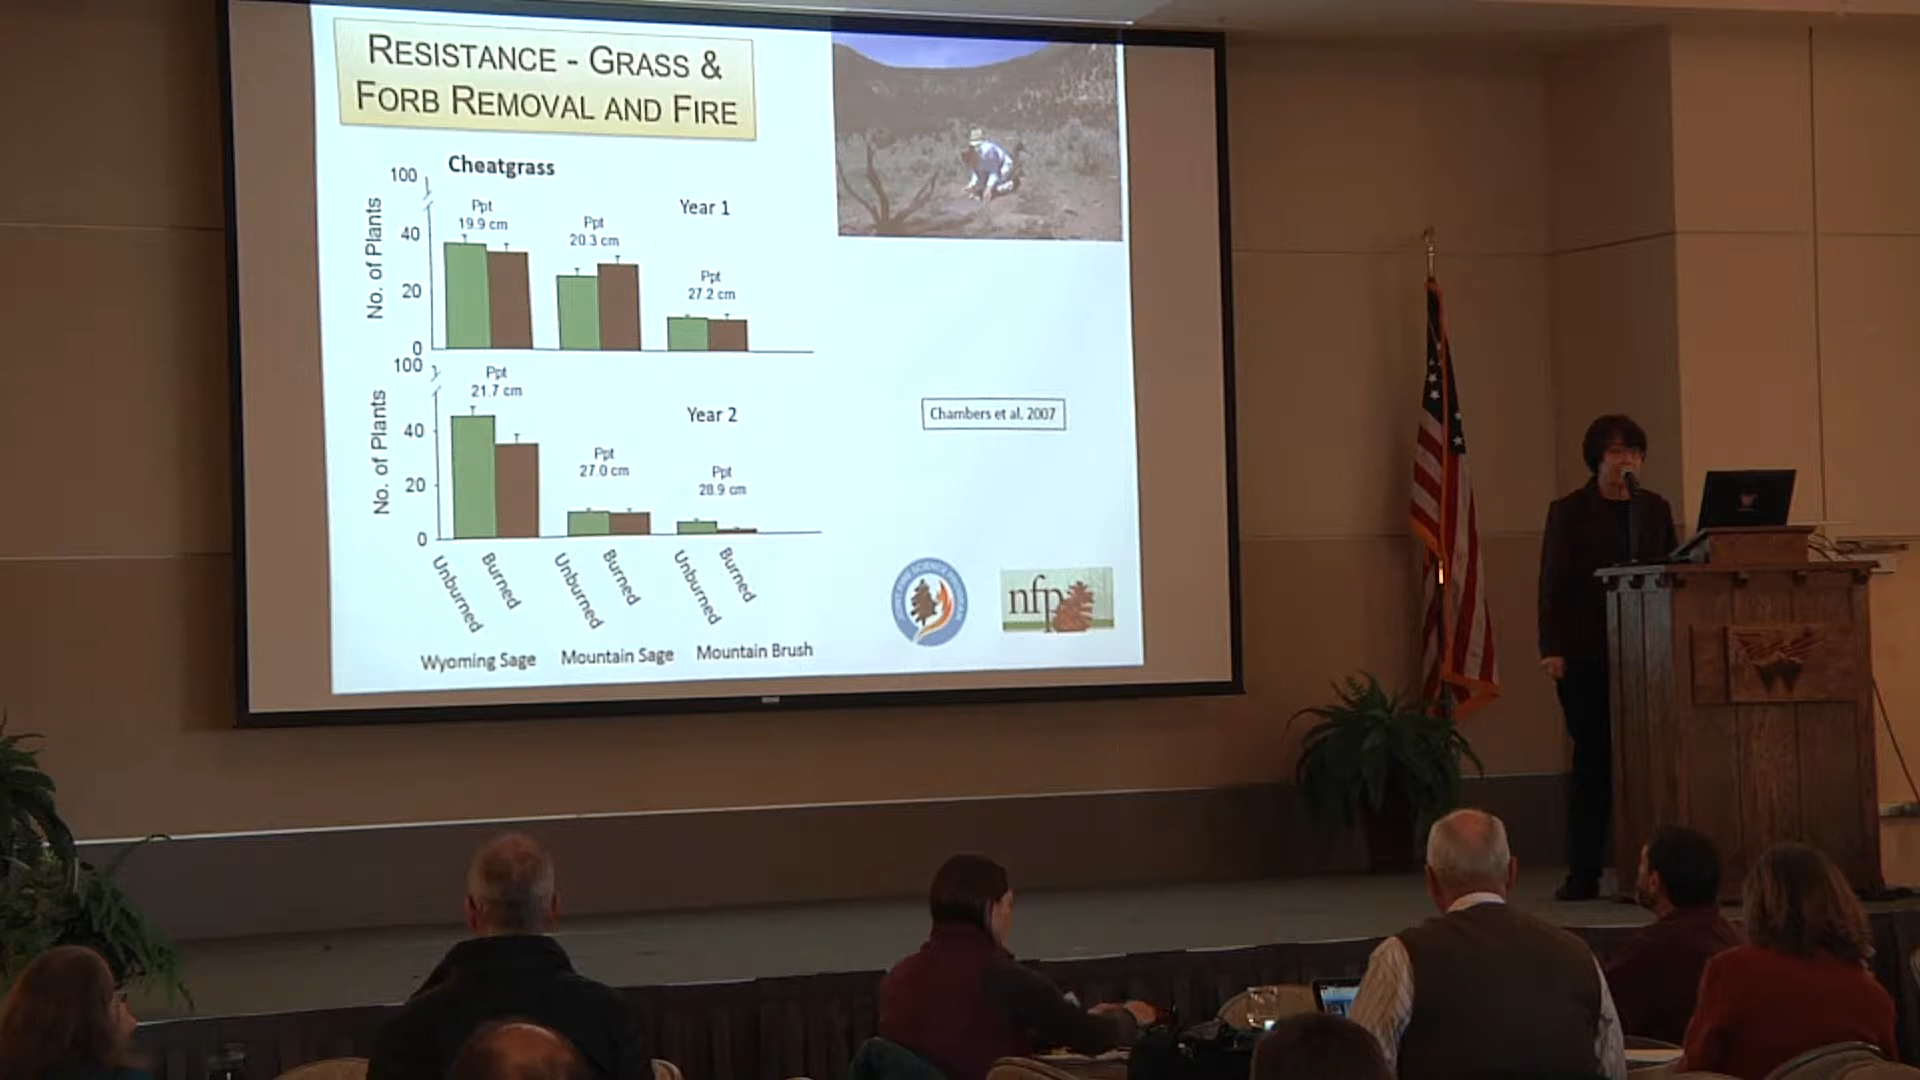 RESISTANCE - GRASS &
FORB REMOVAL AND FIRE
Cheatgrass
100
40
20
0
No. of Plants
Ppt
19.9 cm
Ppt
20.3 cm
Ppt
27.2 cm
Year 1
100
40
20
0
No. of Plants
Ppt
21.7 cm
Ppt
27.0 cm
Ppt
28.9 cm
Year 2
Unburned
Burned
Unburned
Burned
Unburned
Burned
Wyoming Sage
Mountain Sage
Mountain Brush
Chambers et al. 2007
nfp